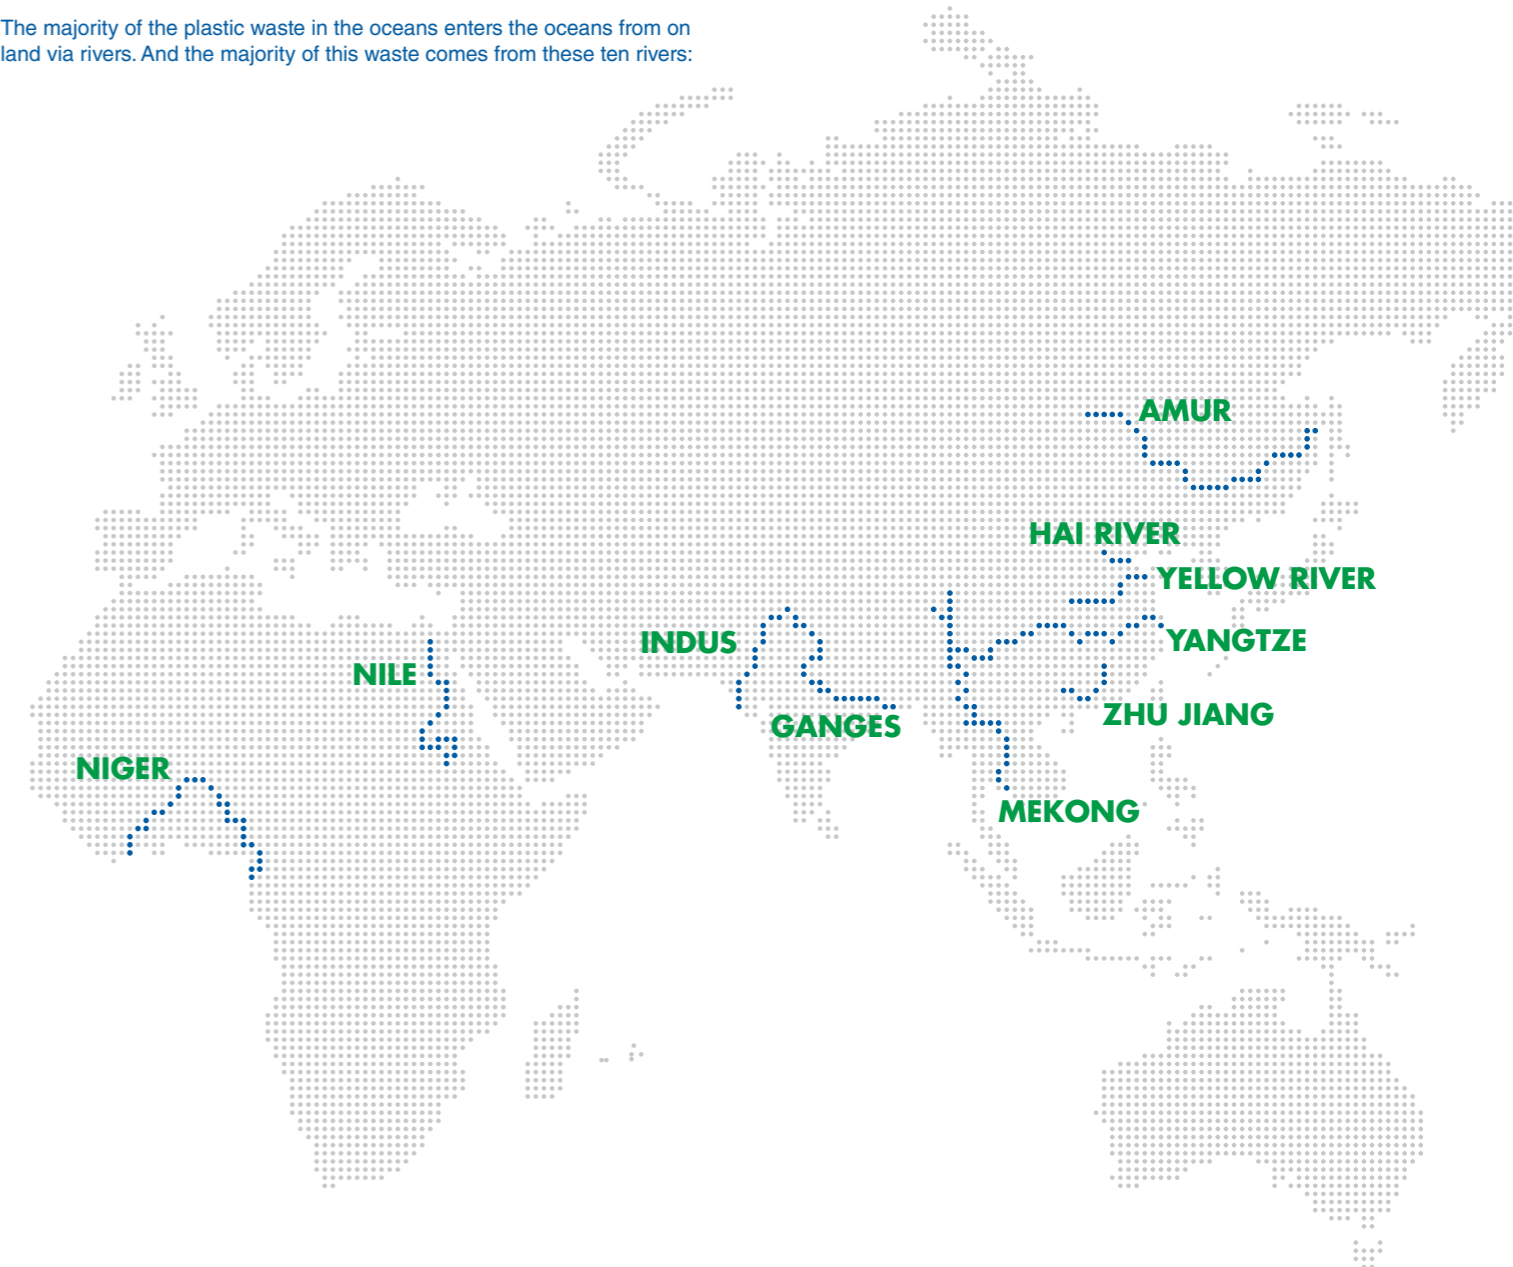 The majority of the plastic waste in the oceans enters the oceans from on
land via rivers. And the majority of this waste comes from these ten rivers:
AMUR
HAI RIVER
YELLOW RIVER
YANGTZE
INDUS
NILE
ZHU JIANG
GANGES
NIGER
MEKONG